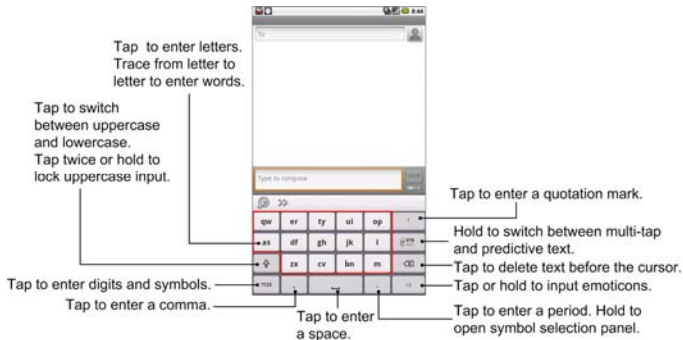 8:44
To
Tap to enter letters.
Trace from letter to
letter to enter words.
Tap to switch
between uppercase
and lowercase.
Tap twice or hold to
lock uppercase input.
Type to compose
Tap to enter a quotation mark.
qw er ty ui op '
Hold to switch between multi-tap
and predictive text.
as df gh jk l
zx cv bn m
Tap to delete text before the cursor.
Tap to enter digits and symbols.
?123 , . :)
Tap or hold to input emoticons.
Tap to enter a comma.
Tap to enter
a space.
Tap to enter a period. Hold to
open symbol selection panel.